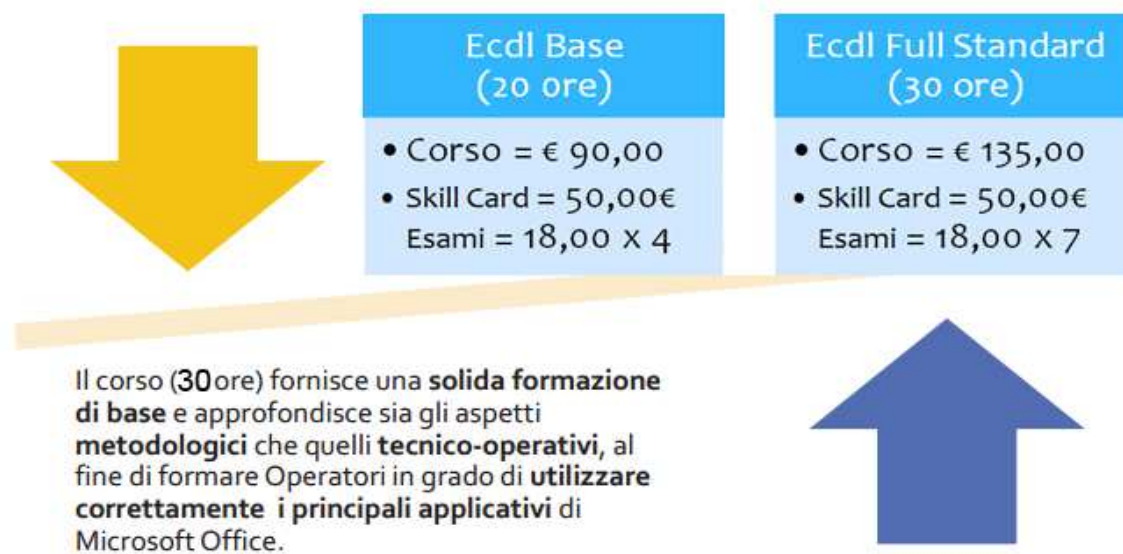 Ecdl Base
(20 ore)
• Corso = € 90,00
• Skill Card = 50,00€
Esami = 18,00 x 4
Ecdl Full Standard
(30 ore)
• Corso = € 135,00
• Skill Card = 50,00€
Esami = 18,00 x 7
Il corso (30 ore) fornisce una solida formazione
di base e approfondisce sia gli aspetti
metodologici che quelli tecnico-operativi, al
fine di formare Operatori in grado di utilizzare
correttamente i principali applicativi di
Microsoft Office.